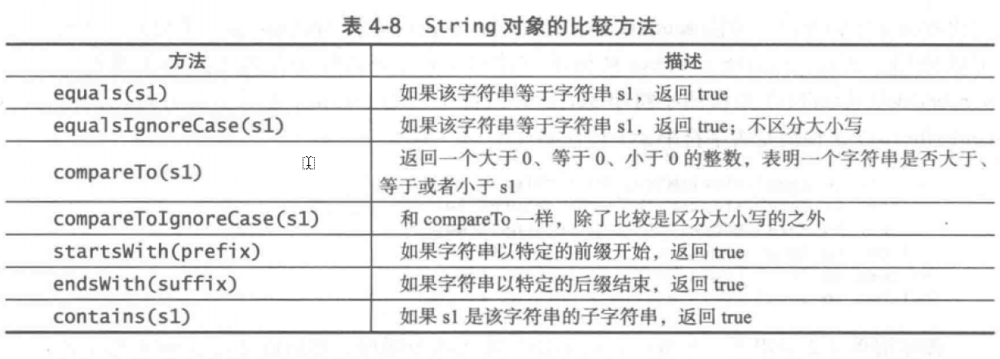 表 4-8 String 对象的比较方法
方法 描述
equals(s1) 如果该字符串等于字符串 s1，返回 true
equalsIgnoreCase(s1) 如果该字符串等于字符串 s1，返回 true；不区分大小写
compareTo(s1) 返回一个大于 0、等于 0、小于 0 的整数，表明一个字符串是否大于、
等于或者小于 s1
compareToIgnoreCase(s1) 和 compareTo 一样，除了比较是区分大小写的之外
startsWith(prefix) 如果字符串以特定的前缀开始，返回 true
endsWith(suffix) 如果字符串以特定的后缀结束，返回 true
contains(s1) 如果 s1 是该字符串的子字符串，返回 true